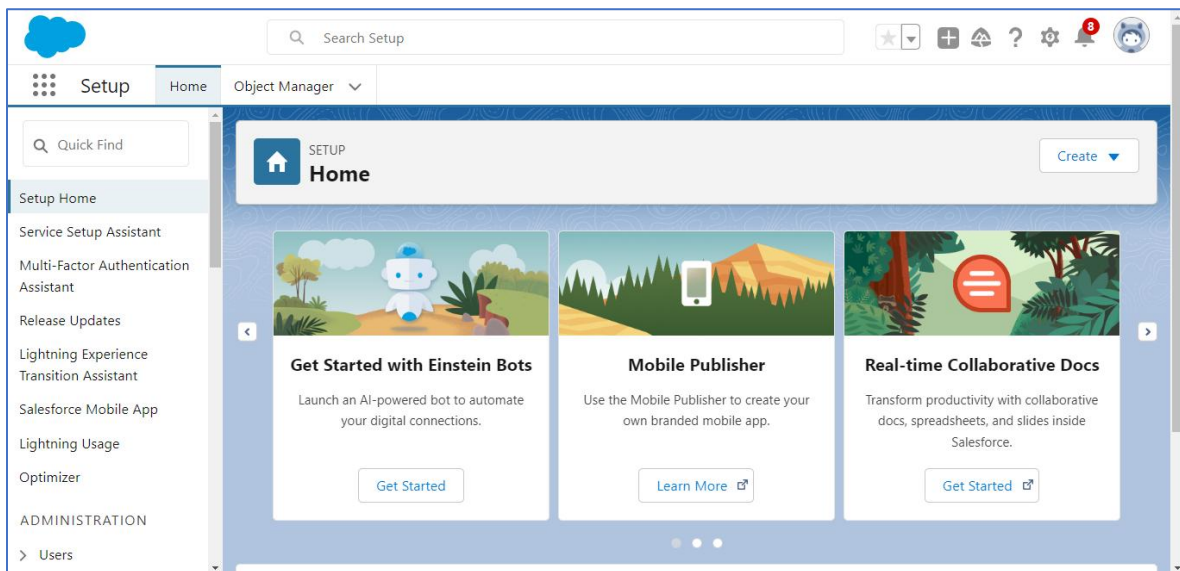 Search Setup
8
Setup
Home
Object Manager
Quick Find
Setup Home
Service Setup Assistant
Multi-Factor Authentication
Assistant
Release Updates
Lightning Experience
Transition Assistant
Salesforce Mobile App
Lightning Usage
Optimizer
ADMINISTRATION
Users
SETUP
Home
Create
Get Started with Einstein Bots
Launch an AI-powered bot to automate
your digital connections.
Get Started
Mobile Publisher
Use the Mobile Publisher to create your
own branded mobile app.
Learn More
Real-time Collaborative Docs
Transform productivity with collaborative
docs, spreadsheets, and slides inside
Salesforce.
Get Started